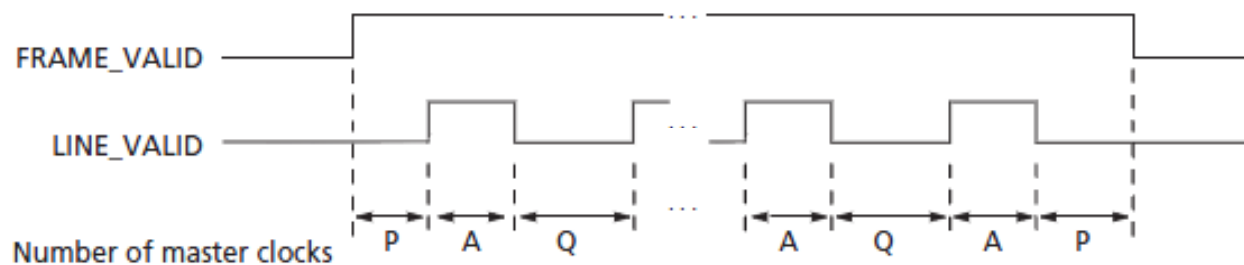 ...
FRAME_VALID
LINE_VALID
...
...
P A Q A Q A P
Number of master clocks